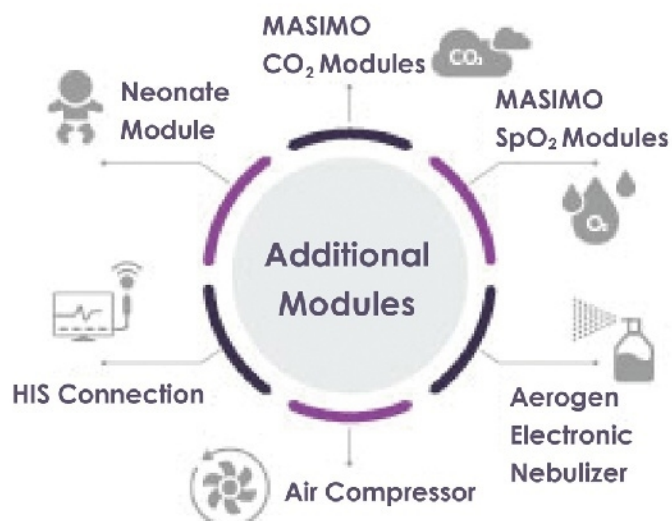 MASIMO
CO₂ Modules
CO₂
Neonate
Module
MASIMO
SpO₂ Modules
O₂
Additional
Modules
HIS Connection
Aerogen
Electronic
Nebulizer
Air Compressor